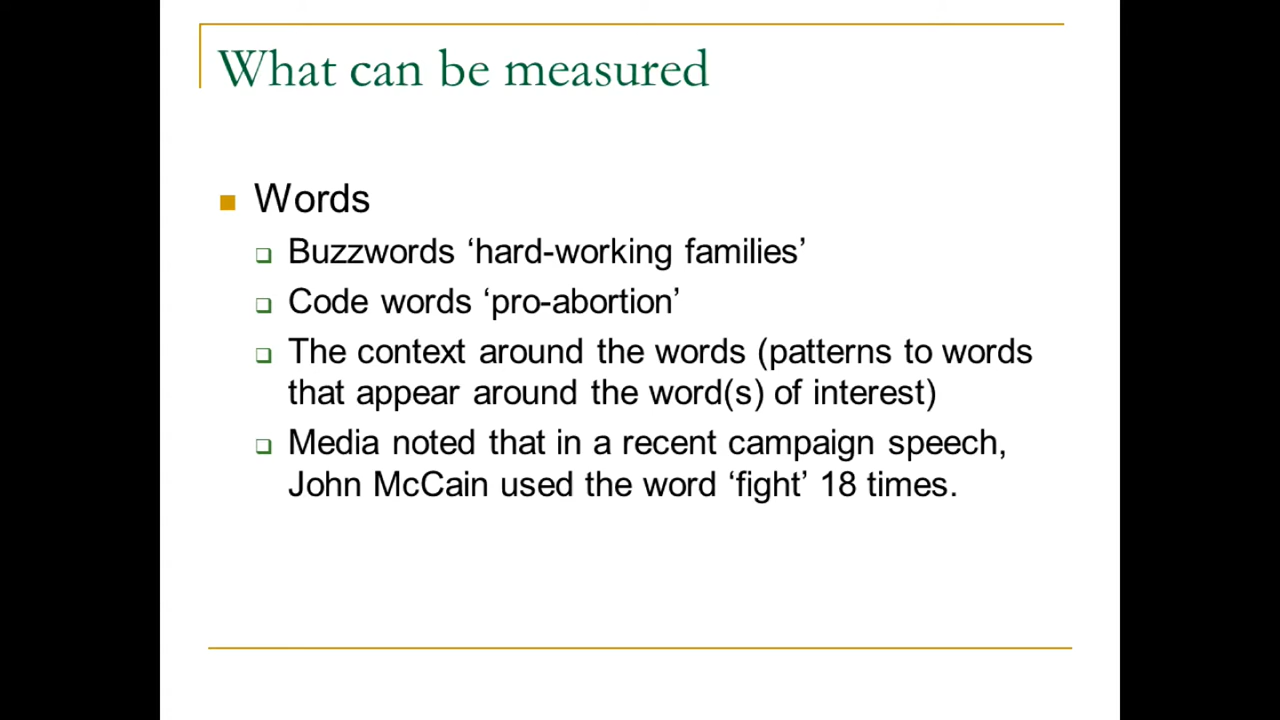 What can be measured
Words
Buzzwords ‘hard-working families’
Code words ‘pro-abortion’
The context around the words (patterns to words
that appear around the word(s) of interest)
Media noted that in a recent campaign speech,
John McCain used the word ‘fight’ 18 times.